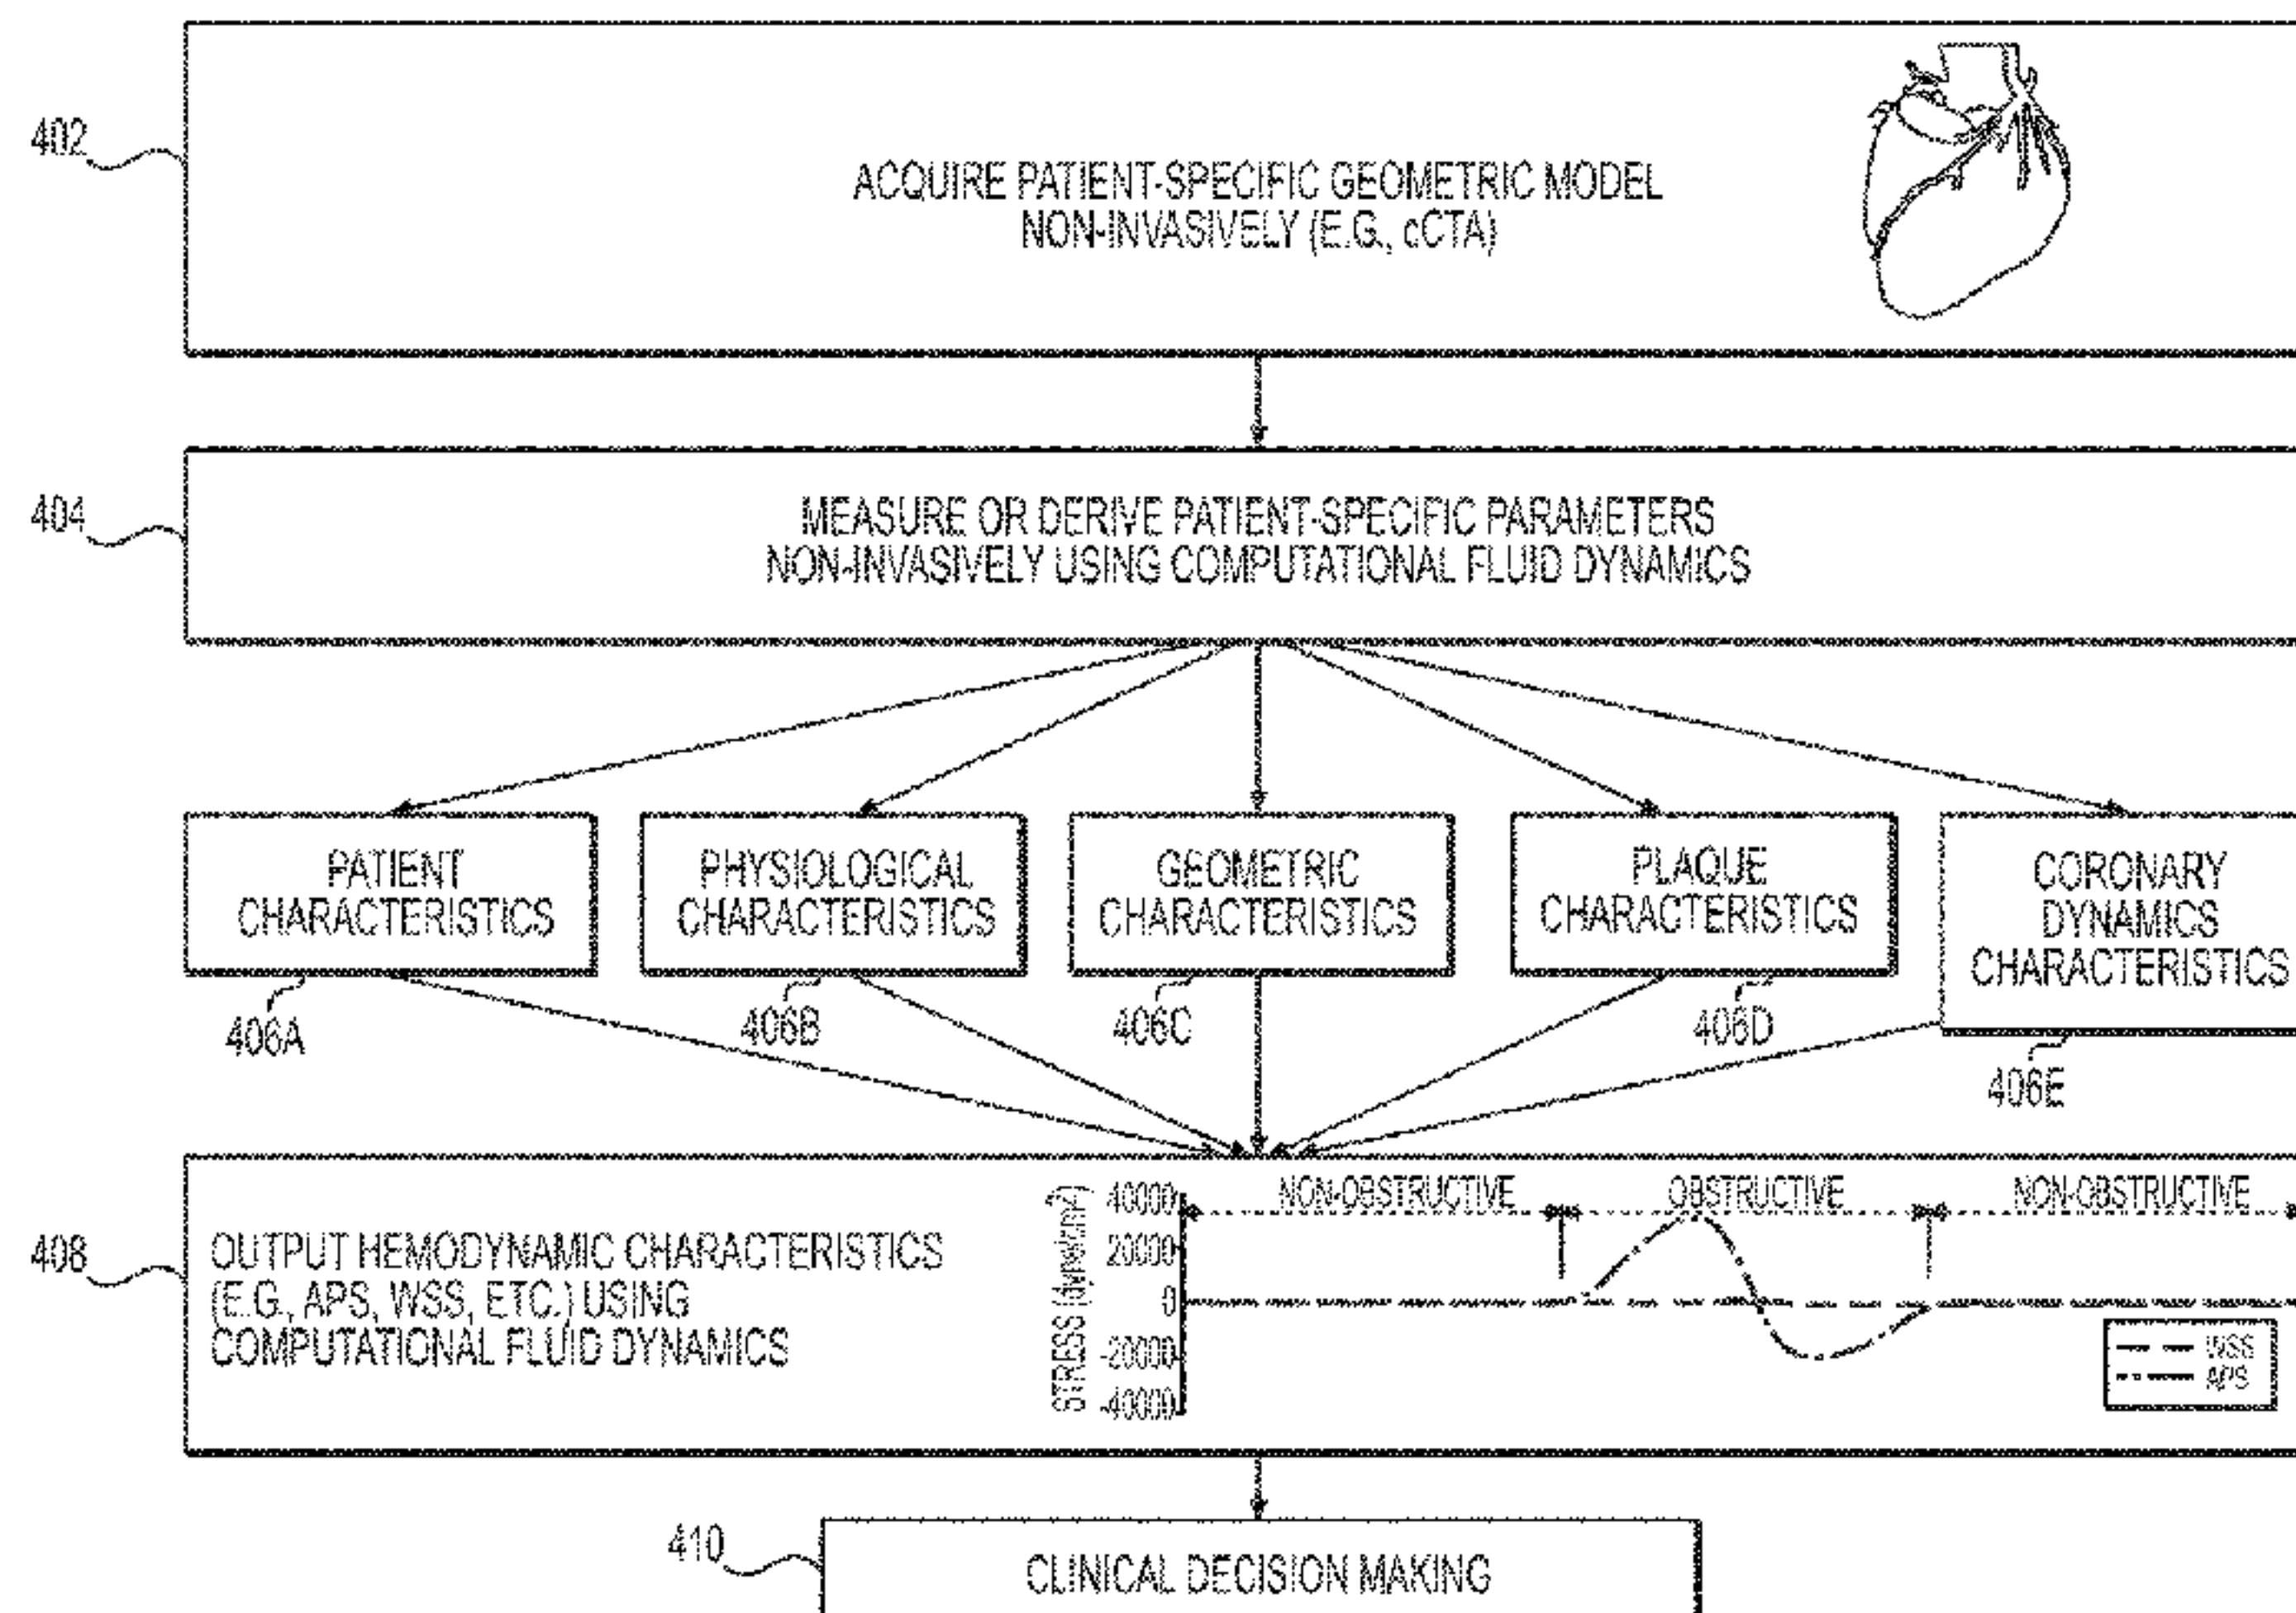 402
ACQUIRE PATIENT-SPECIFIC GEOMETRIC MODEL
NON-INVASIVELY (E.G., cCTA)
404
MEASURE OR DERIVE PATIENT-SPECIFIC PARAMETERS
NON-INVASIVELY USING COMPUTATIONAL FLUID DYNAMICS
PATIENT
CHARACTERISTICS
406A
PHYSIOLOGICAL
CHARACTERISTICS
406B
GEOMETRIC
CHARACTERISTICS
406C
PLAQUE
CHARACTERISTICS
406D
CORONARY
DYNAMICS
CHARACTERISTICS
406E
408
OUTPUT HEMODYNAMIC CHARACTERISTICS
(E.G., APS, WSS, ETC.) USING
COMPUTATIONAL FLUID DYNAMICS
STRESS (dyne/cm²)
40000
20000
0
-20000
-40000
NON-OBSTRUCTIVE
OBSTRUCTIVE
NON-OBSTRUCTIVE
WSS
APS
410
CLINICAL DECISION MAKING